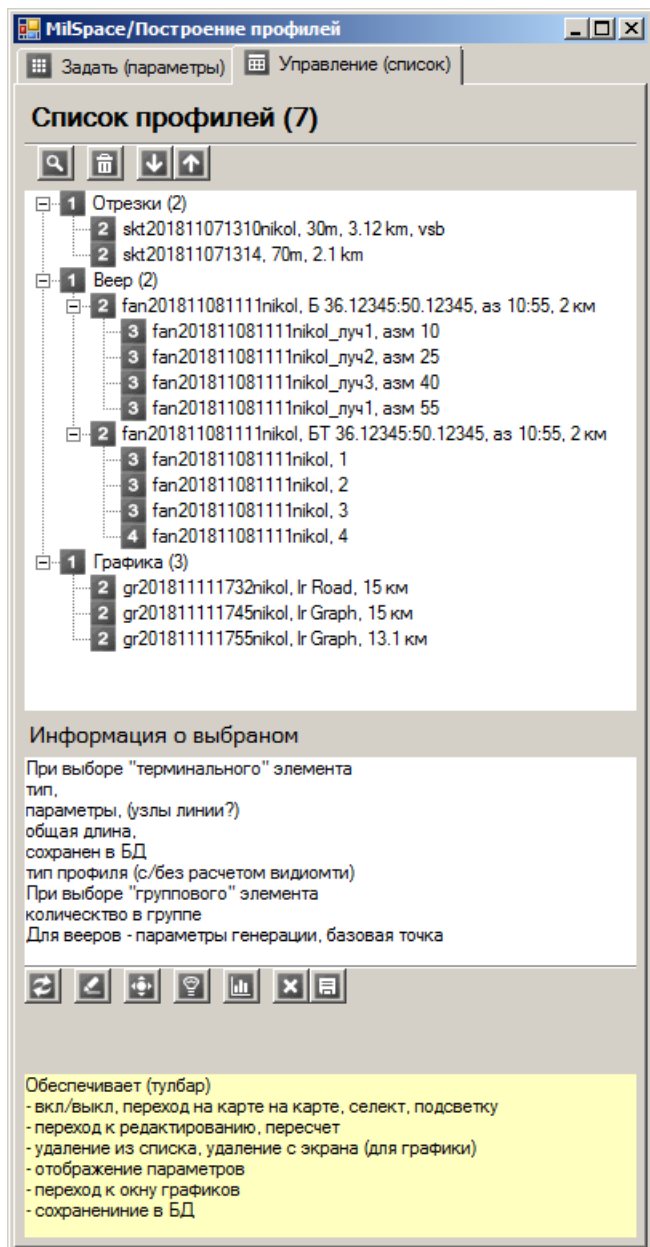 MilSpace/Построение профилей
Задать (параметры) Управление (список)
Список профилей (7)
1 Отрезки (2)
2 skt201811071310nikol, 30m, 3.12 km, vsb
2 skt201811071314, 70m, 2.1 km
1 Веер (2)
2 fan201811081111nikol, Б 36.12345:50.12345, аз 10:55, 2 км
3 fan201811081111nikol_луч1, азм 10
3 fan201811081111nikol_луч2, азм 25
3 fan201811081111nikol_луч3, азм 40
3 fan201811081111nikol_луч1, азм 55
2 fan201811081111nikol, БТ 36.12345:50.12345, аз 10:55, 2 км
3 fan201811081111nikol, 1
3 fan201811081111nikol, 2
3 fan201811081111nikol, 3
4 fan201811081111nikol, 4
1 Графика (3)
2 gr201811111732nikol, lr Road, 15 км
2 gr201811111745nikol, lr Graph, 15 км
2 gr201811111755nikol, lr Graph, 13.1 км
Информация о выбраном
При выборе "терминального" элемента
тип,
параметры, (узлы линии?)
общая длина,
сохранен в БД
тип профиля (с/без расчетом видиомти)
При выборе "группового" элемента
количецктво в группе
Для вееров - параметры генерации, базовая точка
Обеспечивает (тулбар)
- вкл/выкл, переход на карте на карте, селект, подсветку
- переход к редактированию, пересчет
- удаление из списка, удаление с экрана (для графики)
- отображение параметров
- переход к окну графиков
- сохранениние в БД